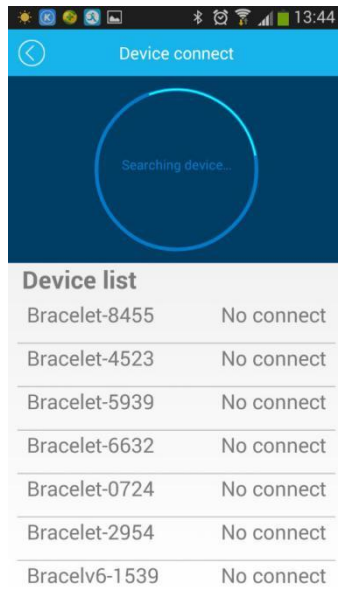 13:44
Device connect
Searching device...
Device list
Bracelet-8455 No connect
Bracelet-4523 No connect
Bracelet-5939 No connect
Bracelet-6632 No connect
Bracelet-0724 No connect
Bracelet-2954 No connect
Bracelv6-1539 No connect